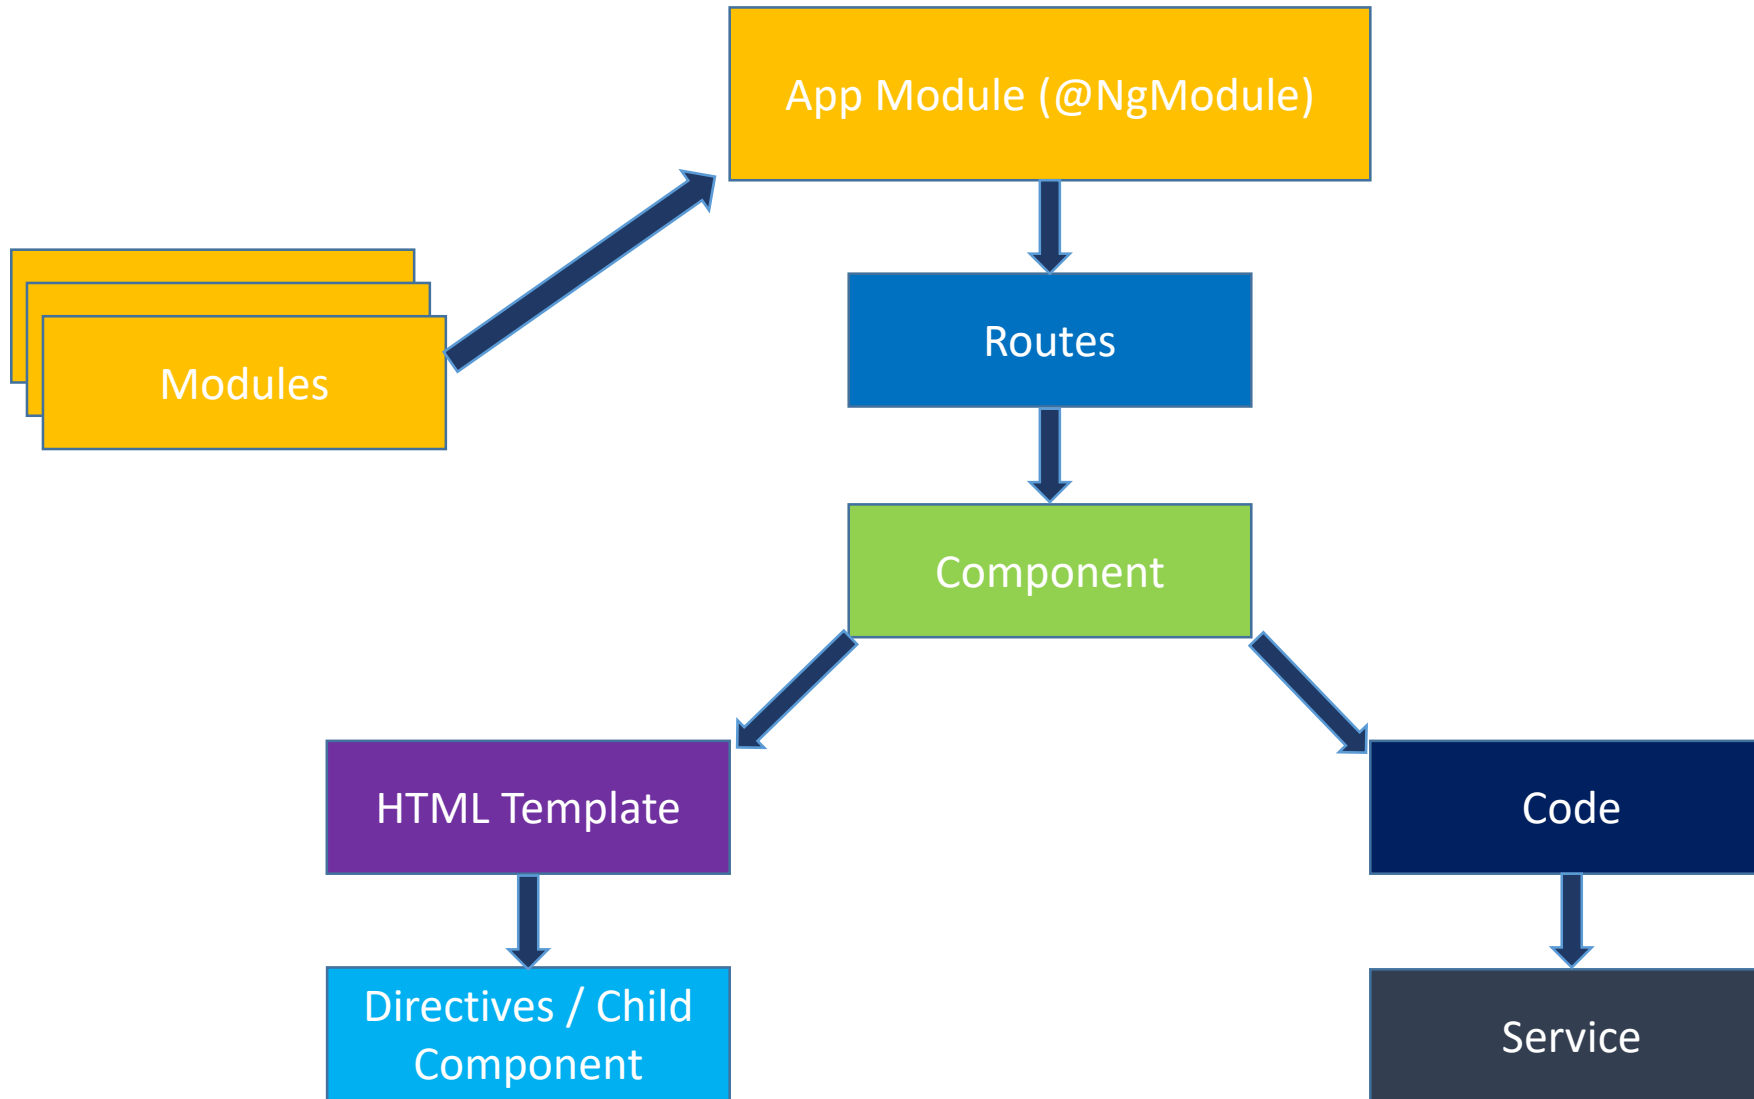 App Module (@NgModule)
Modules
Routes
Component
HTML Template
Code
Directives / Child
Component
Service